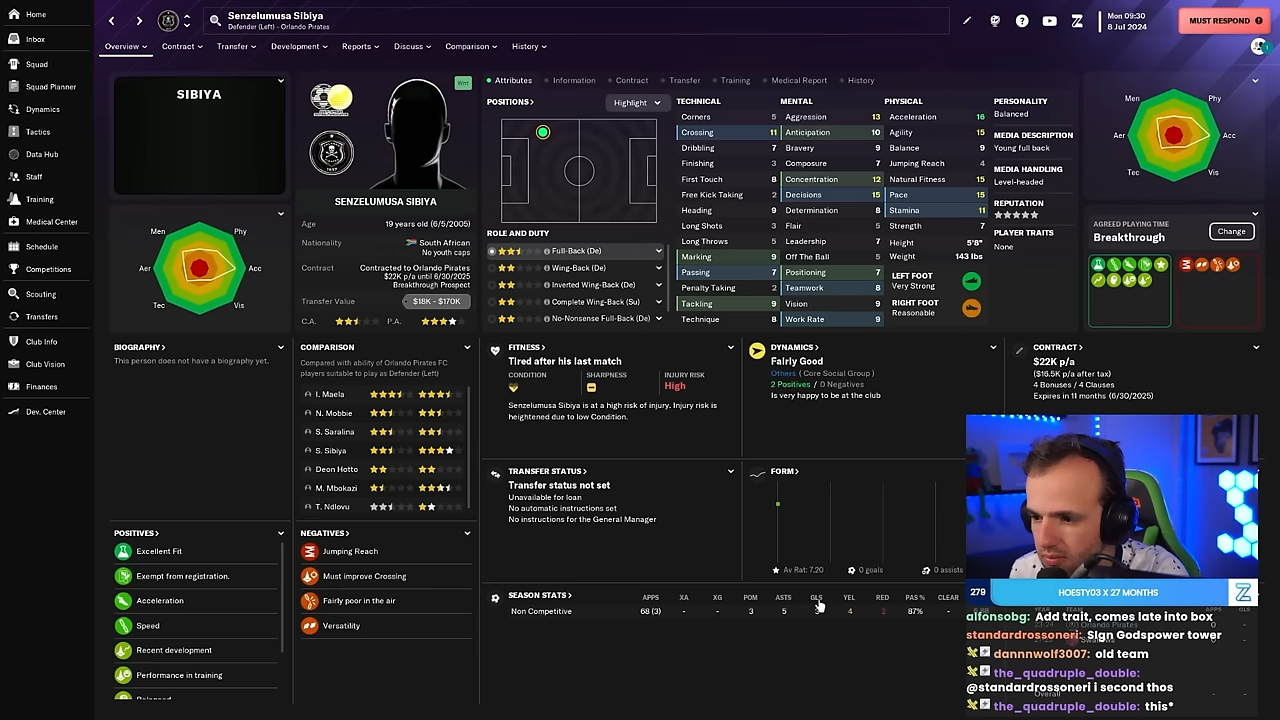 Home
Inbox
Squad
Squad Planner
Dynamics
Tactics
Data Hub
Staff
Training
Medical Center
Schedule
Competitions
Scouting
Transfers
Club Info
Club Vision
Finances
Dev. Center
Senzelumusa Sibiya
Defender (Left) - Orlando Pirates
Mon 09:30
8 Jul 2024
MUST RESPOND
Overview
Contract
Transfer
Development
Reports
Discuss
Comparison
History
SIBIYA
Men
Phy
Aer
Acc
Tec
Vis
Wnt
SENZELUMUSA SIBIYA
Age 19 years old (6/5/2005)
Nationality South African
No youth caps
Contract Contracted to Orlando Pirates
$22K p/a until 6/30/2025
Breakthrough Prospect
Transfer Value $18K - $170K
C.A. P.A.
Attributes
Information
Contract
Transfer
Training
Medical Report
History
POSITIONS >
Highlight
ROLE AND DUTY
Full-Back (De)
Wing-Back (De)
Inverted Wing-Back (De)
Complete Wing-Back (Su)
No-Nonsense Full-Back (De)
TECHNICAL
Corners 5
Crossing 11
Dribbling 7
Finishing 3
First Touch 8
Free Kick Taking 2
Heading 9
Long Shots 3
Long Throws 5
Marking 9
Passing 7
Penalty Taking 2
Tackling 9
Technique 8
MENTAL
Aggression 13
Anticipation 10
Bravery 9
Composure 7
Concentration 12
Decisions 15
Determination 8
Flair 5
Leadership 7
Off The Ball 5
Positioning 7
Teamwork 8
Vision 9
Work Rate 9
PHYSICAL
Acceleration 16
Agility 15
Balance 9
Jumping Reach 4
Natural Fitness 15
Pace 15
Stamina 11
Strength 7
Height 5'8"
Weight 143 lbs
LEFT FOOT
Very Strong
RIGHT FOOT
Reasonable
PERSONALITY
Balanced
MEDIA DESCRIPTION
Young full back
MEDIA HANDLING
Level-headed
REPUTATION
PLAYER TRAITS
None
Men
Phy
Aer
Acc
Tec
Vis
AGREED PLAYING TIME
Breakthrough
Change
BIOGRAPHY >
This person does not have a biography yet.
COMPARISON
Compared with ability of Orlando Pirates FC
players suitable to play as Defender (Left)
I. Maela
N. Mobbie
S. Saralina
S. Sibiya
Deon Hotto
M. Mbokazi
T. Ndlovu
FITNESS >
Tired after his last match
CONDITION
SHARPNESS
INJURY RISK
High
Senzelumusa Sibiya is at a high risk of injury. Injury risk is
heightened due to low Condition.
DYNAMICS >
Fairly Good
Others ( Core Social Group )
2 Positives / 0 Negatives
Is very happy to be at the club
CONTRACT >
$22K p/a
($16.5K p/a after tax)
4 Bonuses / 4 Clauses
Expires in 11 months (6/30/2025)
TRANSFER STATUS >
Transfer status not set
Unavailable for loan
No automatic instructions set
No instructions for the General Manager
FORM >
Av Rat: 7.20
0 goals
0 assists
POSITIVES >
Excellent Fit
Exempt from registration.
Acceleration
Speed
Recent development
Performance in training
NEGATIVES >
Jumping Reach
Must improve Crossing
Fairly poor in the air
Versatility
SEASON STATS >
APPS XA XG POM ASTS GLS YEL RED PAS % CLEAR
Non Competitive 68 (3) - - 3 5 4 2 87% -
279
HOESTY03 X 27 MONTHS
alfonsobg: Add trait, comes late into box
standardrossoneri: Sign Godspower tower
dannnwolf3007: old team
the_quadruple_double:
@standardrossoneri i second thos
the_quadruple_double: this*
Orlando Pirates
Overall